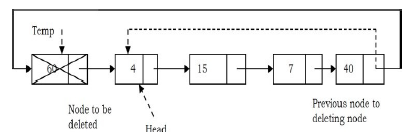 Temp
60 4 15 7 40
Node to be
deleted
Head
Previous node to
deleting node